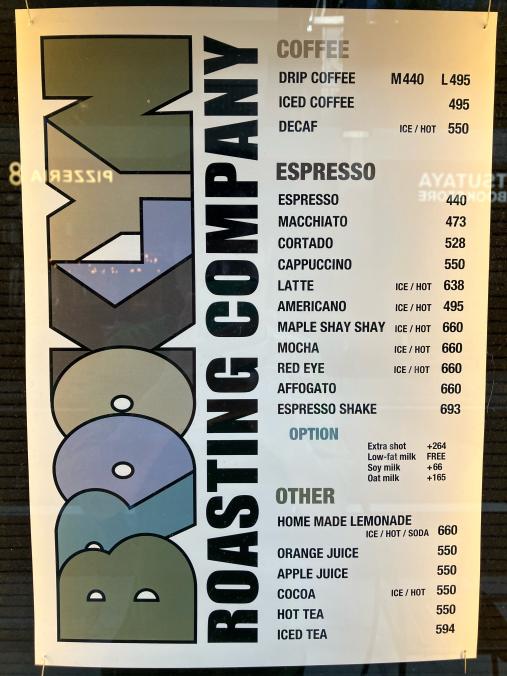 BROOKLYN
ROASTING COMPANY
COFFEE
DRIP COFFEE M440 L495
ICED COFFEE 495
DECAF ICE / HOT 550
ESPRESSO
ESPRESSO 440
MACCHIATO 473
CORTADO 528
CAPPUCCINO 550
LATTE ICE / HOT 638
AMERICANO ICE / HOT 495
MAPLE SHAY SHAY ICE / HOT 660
MOCHA ICE / HOT 660
RED EYE ICE / HOT 660
AFFOGATO 660
ESPRESSO SHAKE 693
OPTION
Extra shot +264
Low-fat milk FREE
Soy milk +66
Oat milk +165
OTHER
HOME MADE LEMONADE
ICE / HOT / SODA 660
ORANGE JUICE 550
APPLE JUICE 550
COCOA ICE / HOT 550
HOT TEA 550
ICED TEA 594
PIZZERIA 8
TSUTAYA
BOOKSTORE